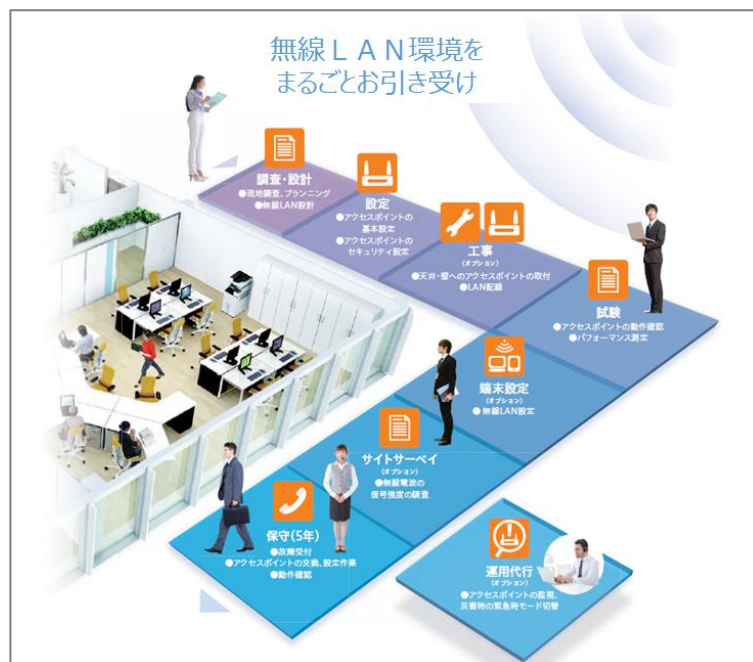 無線ＬＡＮ環境を
まるごとお引き受け
調査・設計
●現地調査、プランニング
●無線LAN設計
設定
●アクセスポイントの
基本設定
●アクセスポイントの
セキュリティ設定
工事
(オプション)
●天井・壁へのアクセスポイントの取付
●LAN配線
試験
●アクセスポイントの動作確認
●パフォーマンス測定
端末設定
(オプション)
●無線LAN設定
サイトサーベイ
(オプション)
●無線電波の
信号強度の調査
保守(5年)
●故障受付
●アクセスポイントの交換、設定作業
●動作確認
運用代行
(オプション)
●アクセスポイントの監視、
災害時の緊急時モード切替